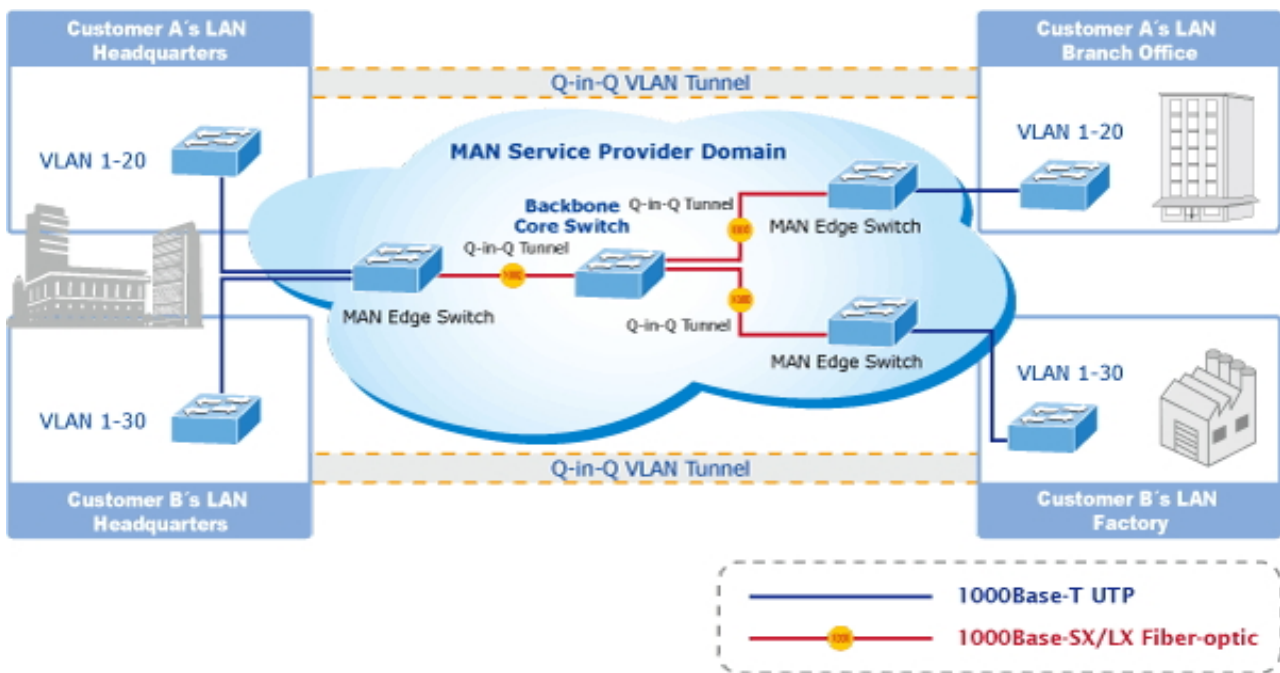 Customer A´s LAN
Headquarters
Customer A´s LAN
Branch Office
Q-in-Q VLAN Tunnel
VLAN 1-20
VLAN 1-20
MAN Service Provider Domain
Backbone
Core Switch
Q-in-Q Tunnel
Q-in-Q Tunnel
MAN Edge Switch
MAN Edge Switch
Q-in-Q Tunnel
MAN Edge Switch
VLAN 1-30
VLAN 1-30
Q-in-Q VLAN Tunnel
Customer B´s LAN
Headquarters
Customer B´s LAN
Factory
1000Base-T UTP
1000Base-SX/LX Fiber-optic